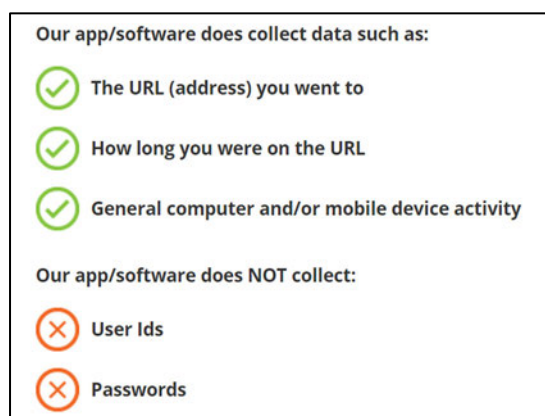 Our app/software does collect data such as:
The URL (address) you went to
How long you were on the URL
General computer and/or mobile device activity
Our app/software does NOT collect:
User Ids
Passwords